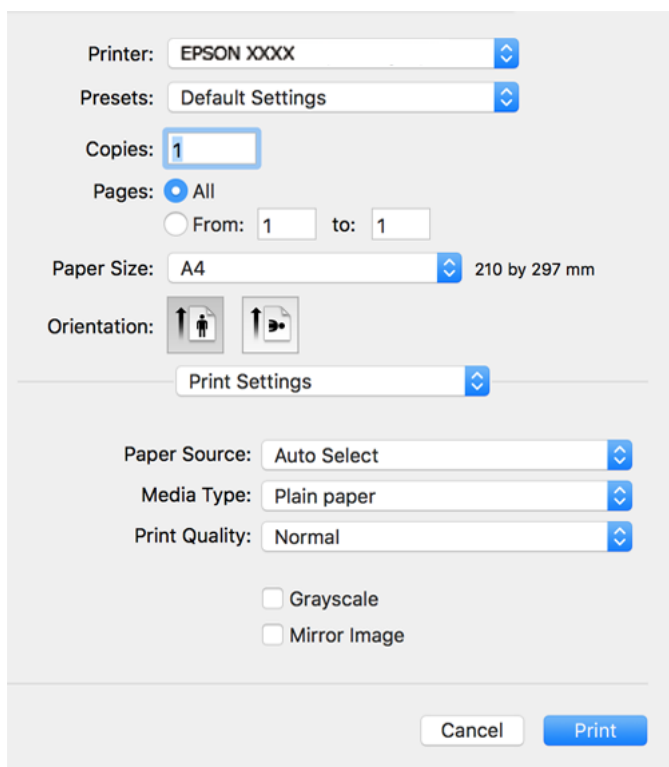 Printer: EPSON XXXX
Presets: Default Settings
Copies: 1
Pages: All
From: 1 to: 1
Paper Size: A4 210 by 297 mm
Orientation:
Print Settings
Paper Source: Auto Select
Media Type: Plain paper
Print Quality: Normal
Grayscale
Mirror Image
Cancel Print